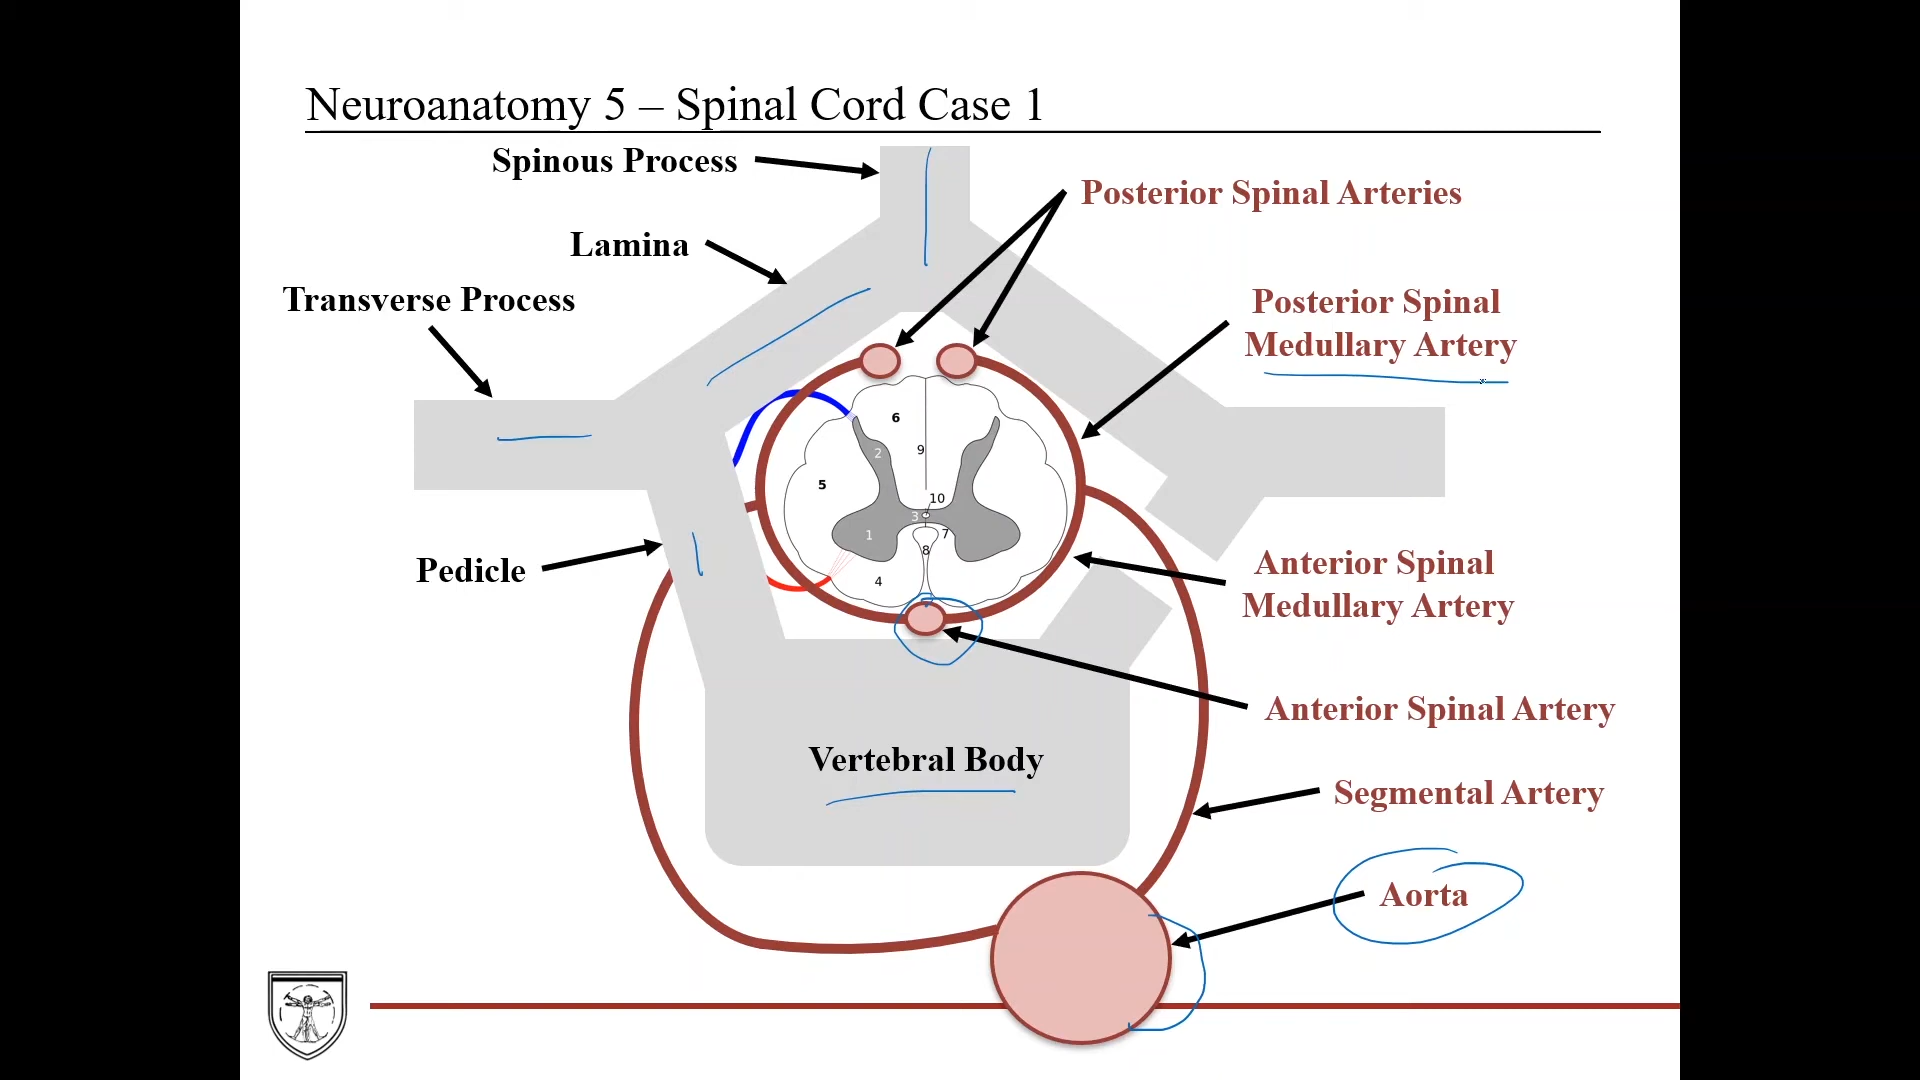 Neuroanatomy 5 – Spinal Cord Case 1
Spinous Process
Posterior Spinal Arteries
Lamina
Transverse Process
Posterior Spinal
Medullary Artery
6
2
9
5
10
3
1
7
8
4
Pedicle
Anterior Spinal
Medullary Artery
Anterior Spinal Artery
Vertebral Body
Segmental Artery
Aorta